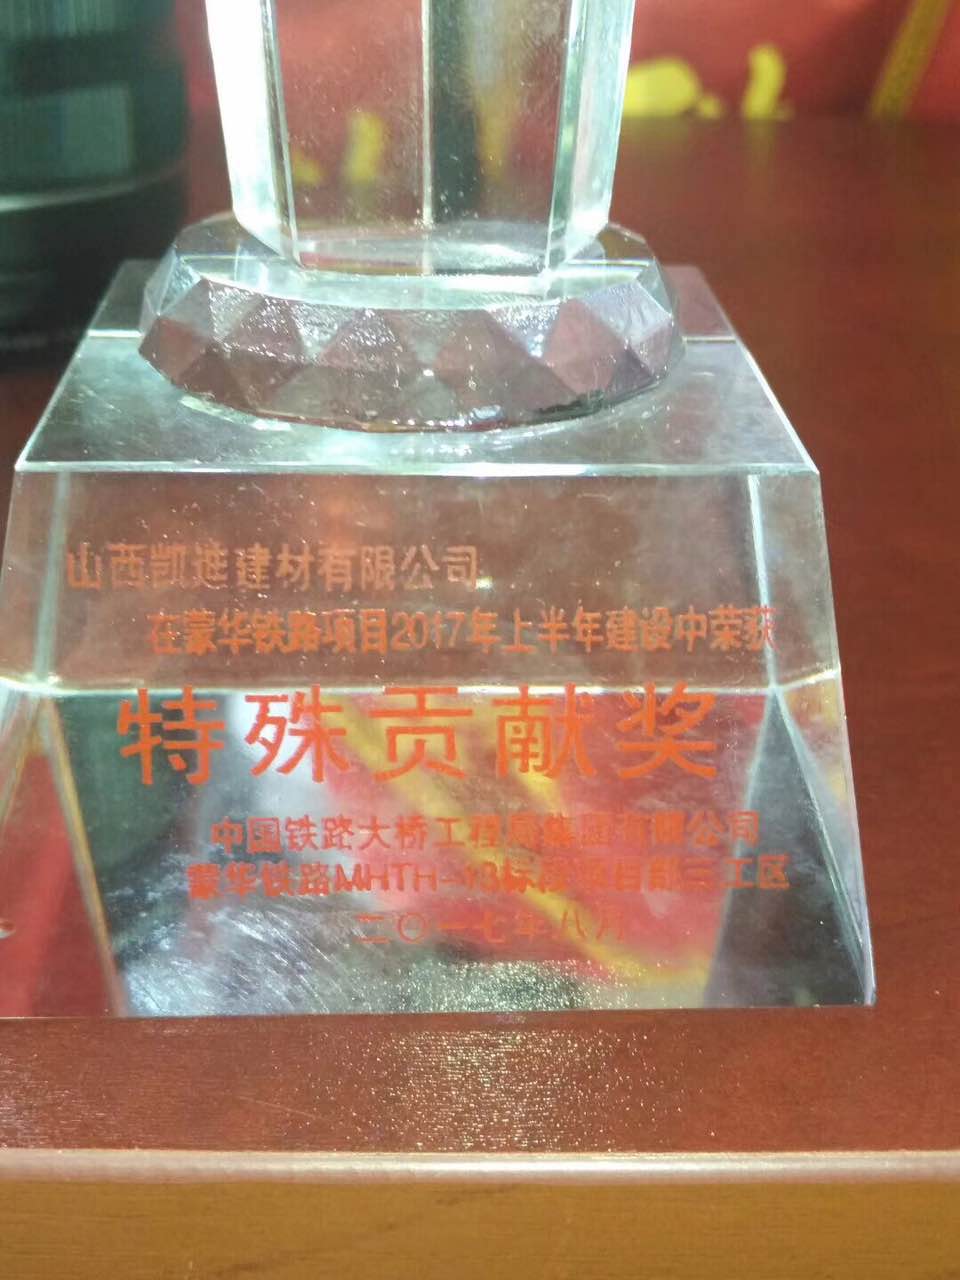 山西凯进建材有限公司
在蒙华铁路项目2017年上半年建设中荣获
特殊贡献奖
中国铁路大桥工程局集团有限公司
蒙华铁路MHTH-13标段项目部三工区
二〇一七年八月